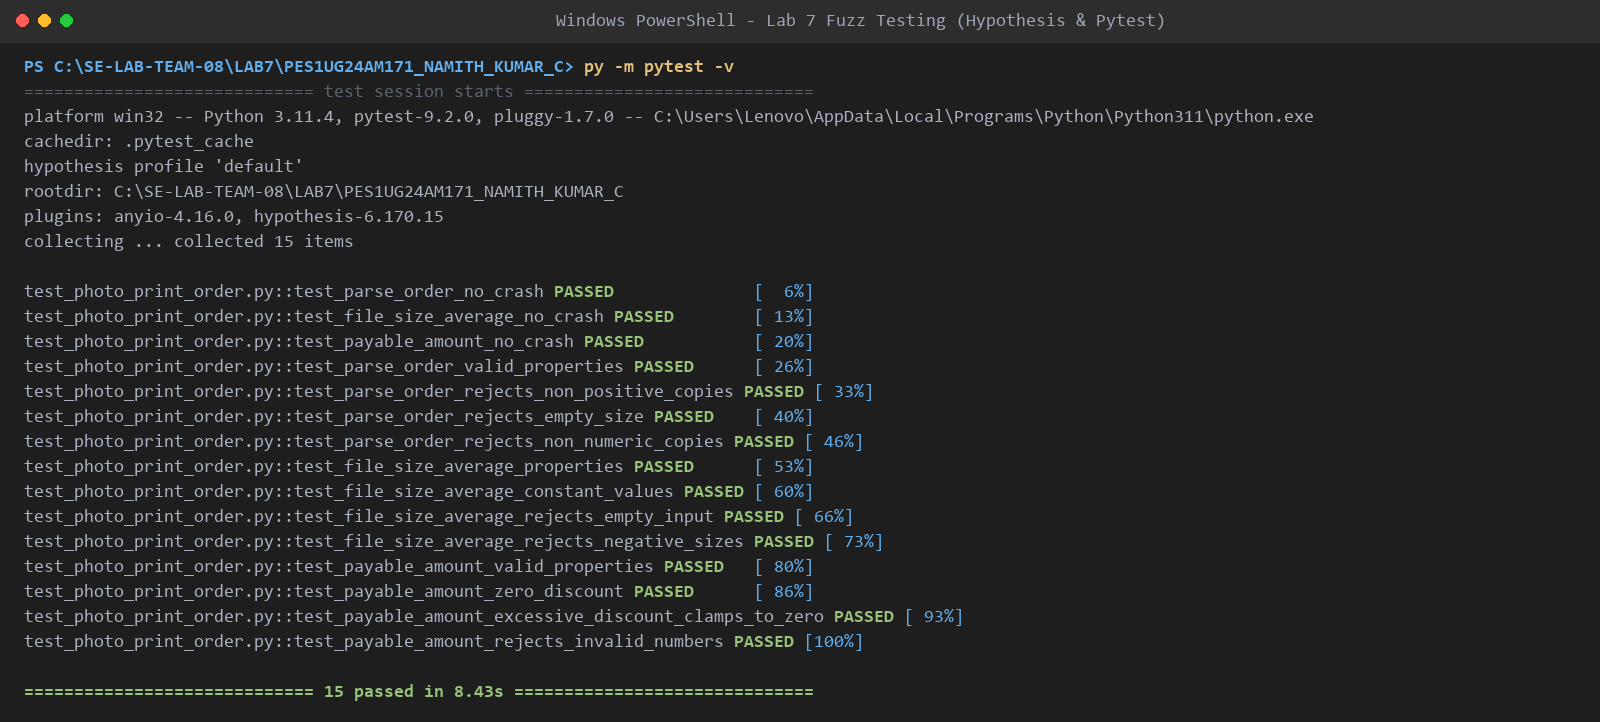 Windows PowerShell - Lab 7 Fuzz Testing (Hypothesis & Pytest)
PS C:\SE-LAB-TEAM-08\LAB7\PES1UG24AM171_NAMITH_KUMAR_C> py -m pytest -v
============================= test session starts =============================
platform win32 -- Python 3.11.4, pytest-9.2.0, pluggy-1.7.0 -- C:\Users\Lenovo\AppData\Local\Programs\Python\Python311\python.exe
cachedir: .pytest_cache
hypothesis profile 'default'
rootdir: C:\SE-LAB-TEAM-08\LAB7\PES1UG24AM171_NAMITH_KUMAR_C
plugins: anyio-4.16.0, hypothesis-6.170.15
collecting ... collected 15 items
test_photo_print_order.py::test_parse_order_no_crash PASSED              [  6%]
test_photo_print_order.py::test_file_size_average_no_crash PASSED        [ 13%]
test_photo_print_order.py::test_payable_amount_no_crash PASSED           [ 20%]
test_photo_print_order.py::test_parse_order_valid_properties PASSED      [ 26%]
test_photo_print_order.py::test_parse_order_rejects_non_positive_copies PASSED [ 33%]
test_photo_print_order.py::test_parse_order_rejects_empty_size PASSED    [ 40%]
test_photo_print_order.py::test_parse_order_rejects_non_numeric_copies PASSED [ 46%]
test_photo_print_order.py::test_file_size_average_properties PASSED      [ 53%]
test_photo_print_order.py::test_file_size_average_constant_values PASSED [ 60%]
test_photo_print_order.py::test_file_size_average_rejects_empty_input PASSED [ 66%]
test_photo_print_order.py::test_file_size_average_rejects_negative_sizes PASSED [ 73%]
test_photo_print_order.py::test_payable_amount_valid_properties PASSED   [ 80%]
test_photo_print_order.py::test_payable_amount_zero_discount PASSED      [ 86%]
test_photo_print_order.py::test_payable_amount_excessive_discount_clamps_to_zero PASSED [ 93%]
test_photo_print_order.py::test_payable_amount_rejects_invalid_numbers PASSED [100%]
============================= 15 passed in 8.43s ==============================